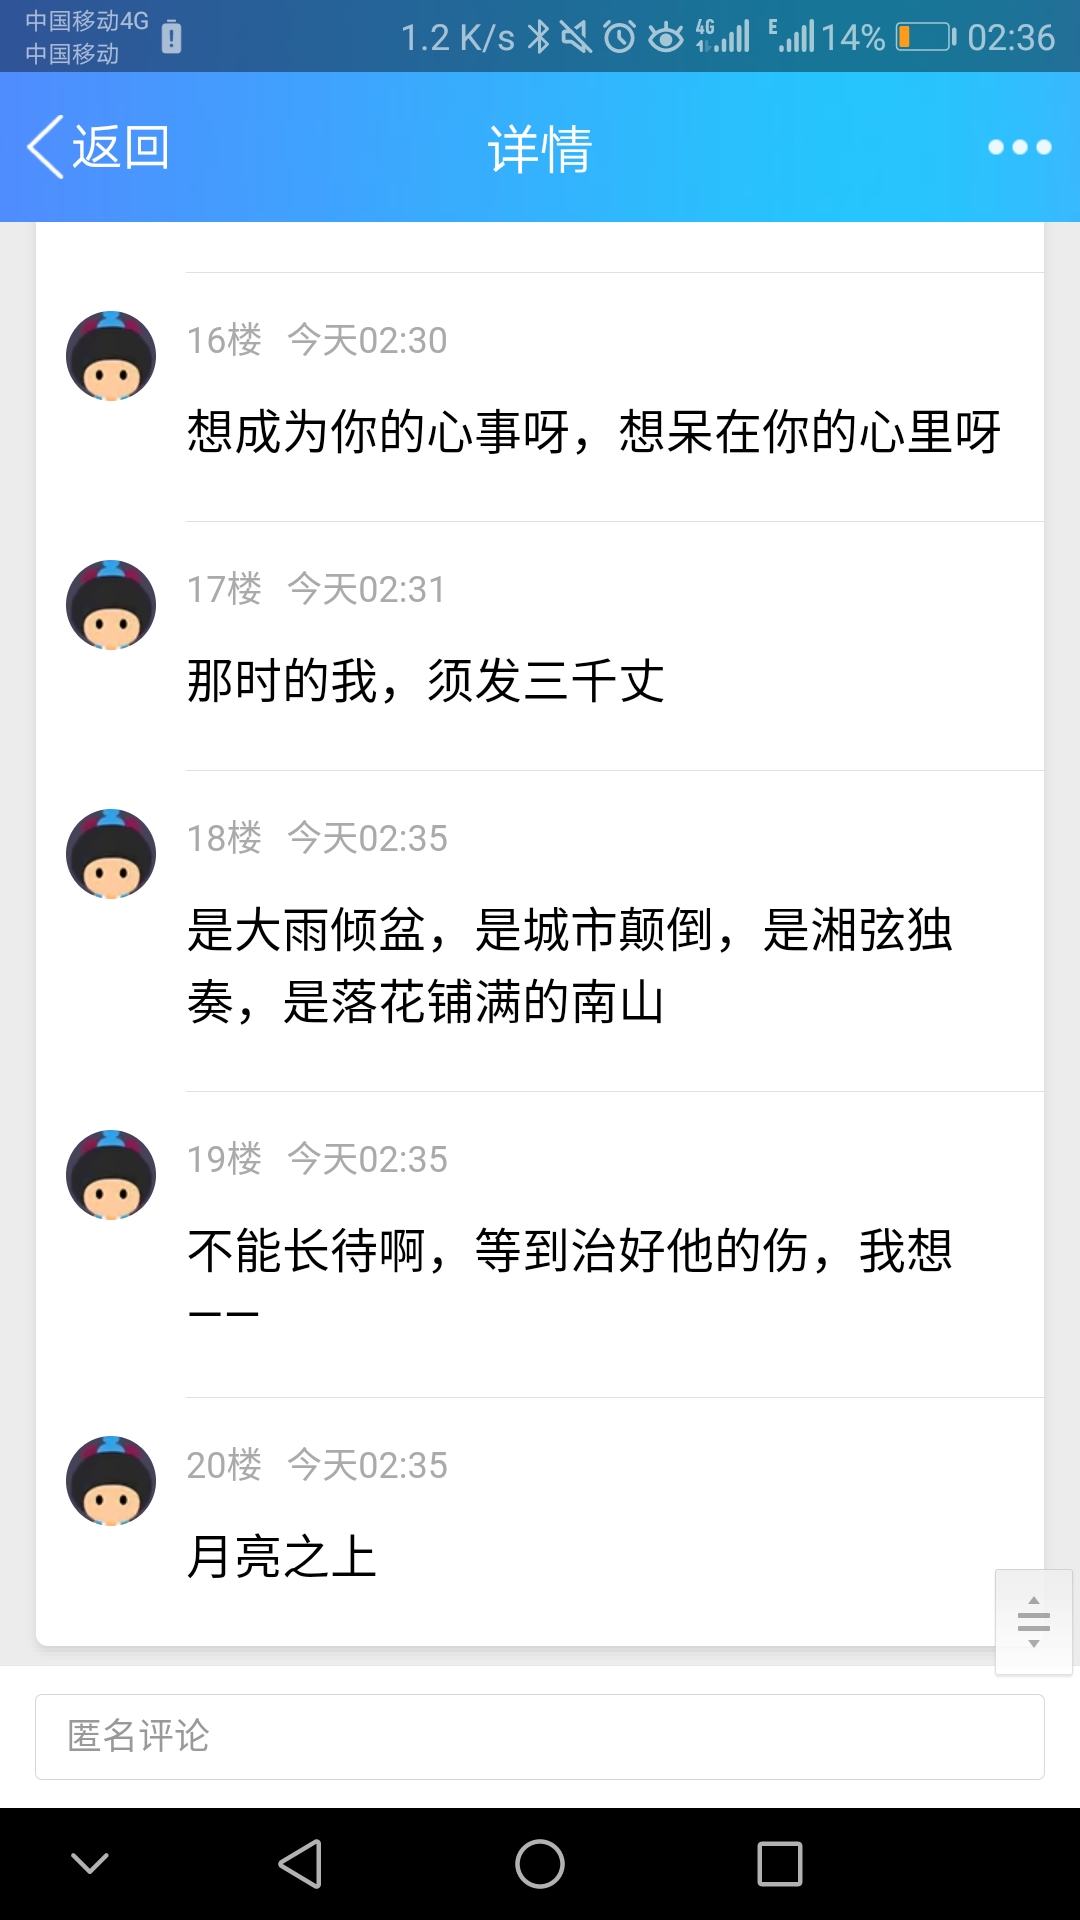 中国移动4G
中国移动
1.2 K/s 4G E 14% 02:36
返回 详情
16楼 今天02:30
想成为你的心事呀，想呆在你的心里呀
17楼 今天02:31
那时的我，须发三千丈
18楼 今天02:35
是大雨倾盆，是城市颠倒，是湘弦独
奏，是落花铺满的南山
19楼 今天02:35
不能长待啊，等到治好他的伤，我想
——
20楼 今天02:35
月亮之上
匿名评论